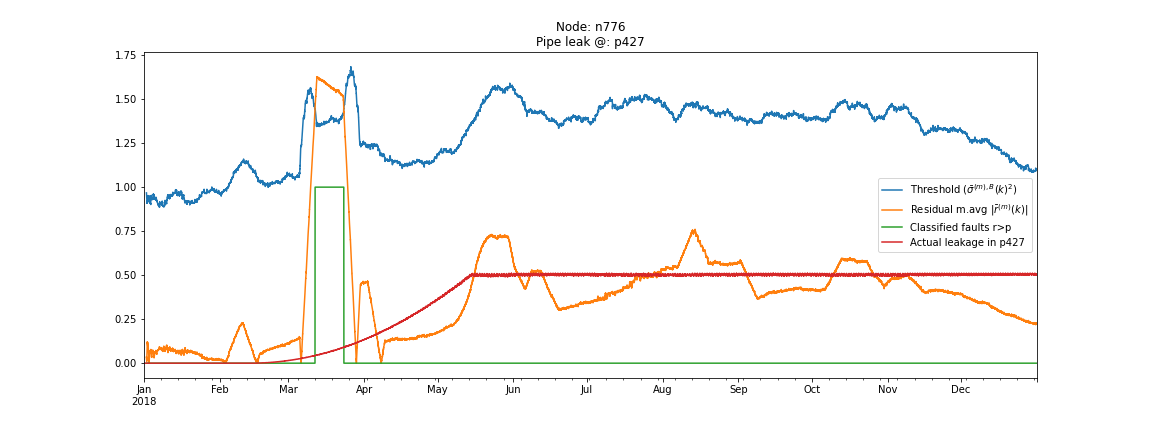 Node: n776
Pipe leak @: p427
1.75
1.50
1.25
1.00
0.75
0.50
0.25
0.00
Threshold (σ̄^(m),B(k)²)
Residual m.avg |r̄^(m)(k)|
Classified faults r>p
Actual leakage in p427
Jan Feb Mar Apr May Jun Jul Aug Sep Oct Nov Dec
2018